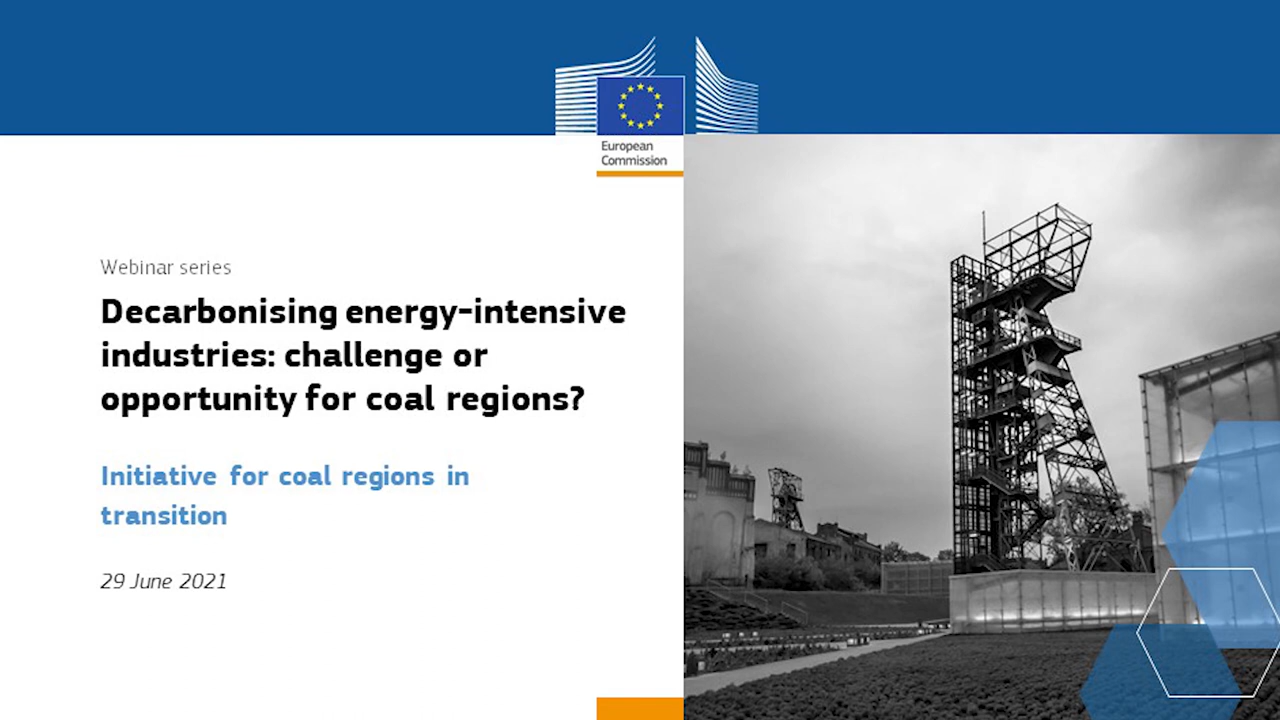 European
Commission
Webinar series
Decarbonising energy-intensive
industries: challenge or
opportunity for coal regions?
Initiative for coal regions in
transition
29 June 2021